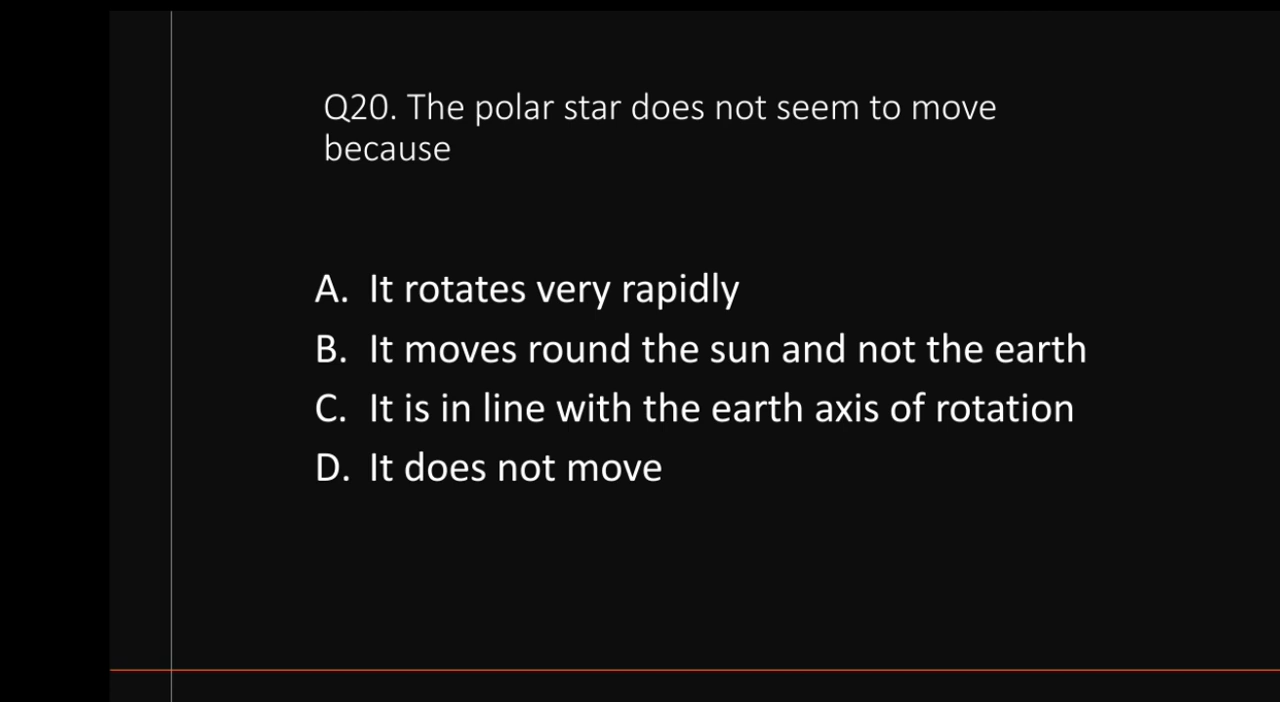 Q20. The polar star does not seem to move
because
A. It rotates very rapidly
B. It moves round the sun and not the earth
C. It is in line with the earth axis of rotation
D. It does not move